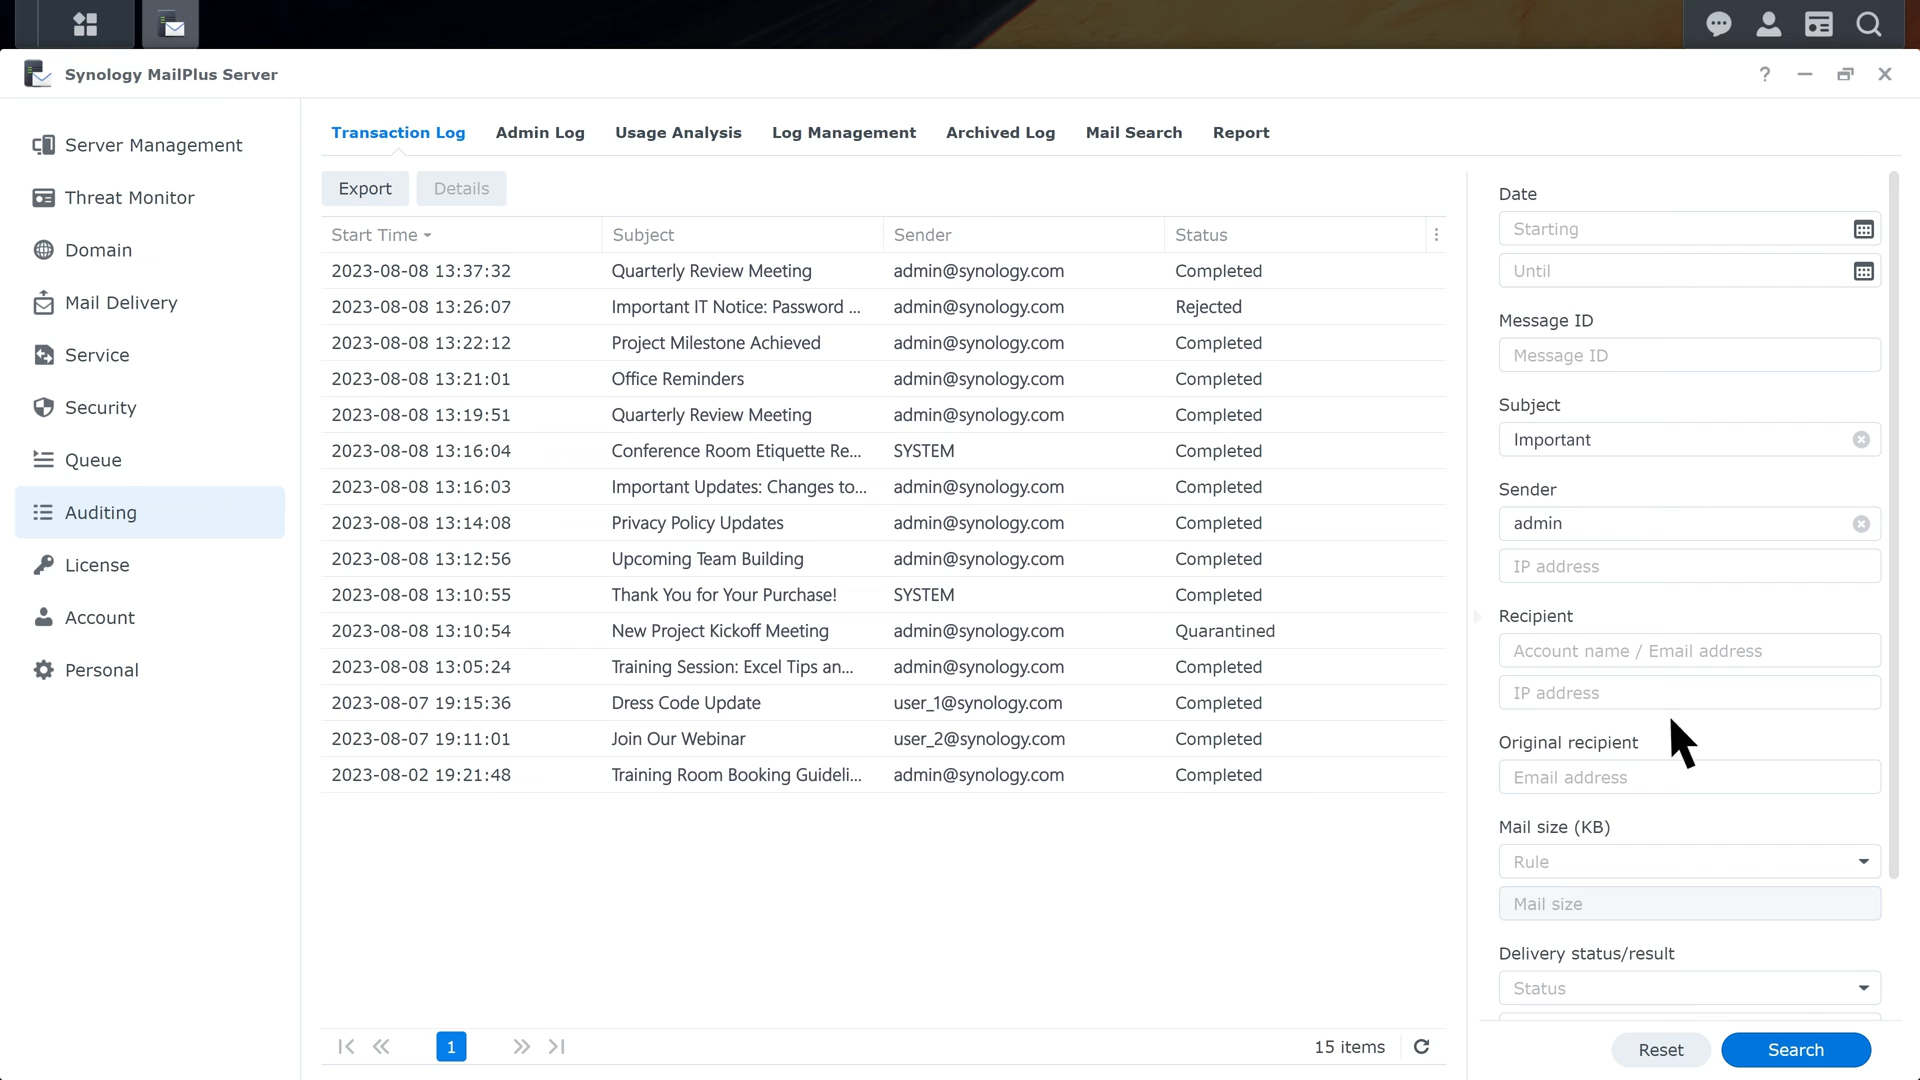 Synology MailPlus Server
?
Server Management
Threat Monitor
Domain
Mail Delivery
Service
Security
Queue
Auditing
License
Account
Personal
Transaction Log Admin Log Usage Analysis Log Management Archived Log Mail Search Report
Export Details
Start Time Subject Sender Status
2023-08-08 13:37:32 Quarterly Review Meeting admin@synology.com Completed
2023-08-08 13:26:07 Important IT Notice: Password ... admin@synology.com Rejected
2023-08-08 13:22:12 Project Milestone Achieved admin@synology.com Completed
2023-08-08 13:21:01 Office Reminders admin@synology.com Completed
2023-08-08 13:19:51 Quarterly Review Meeting admin@synology.com Completed
2023-08-08 13:16:04 Conference Room Etiquette Re... SYSTEM Completed
2023-08-08 13:16:03 Important Updates: Changes to... admin@synology.com Completed
2023-08-08 13:14:08 Privacy Policy Updates admin@synology.com Completed
2023-08-08 13:12:56 Upcoming Team Building admin@synology.com Completed
2023-08-08 13:10:55 Thank You for Your Purchase! SYSTEM Completed
2023-08-08 13:10:54 New Project Kickoff Meeting admin@synology.com Quarantined
2023-08-08 13:05:24 Training Session: Excel Tips an... admin@synology.com Completed
2023-08-07 19:15:36 Dress Code Update user_1@synology.com Completed
2023-08-07 19:11:01 Join Our Webinar user_2@synology.com Completed
2023-08-02 19:21:48 Training Room Booking Guideli... admin@synology.com Completed
1
15 items
Date
Starting
Until
Message ID
Message ID
Subject
Important
Sender
admin
IP address
Recipient
Account name / Email address
IP address
Original recipient
Email address
Mail size (KB)
Rule
Mail size
Delivery status/result
Status
Reset Search